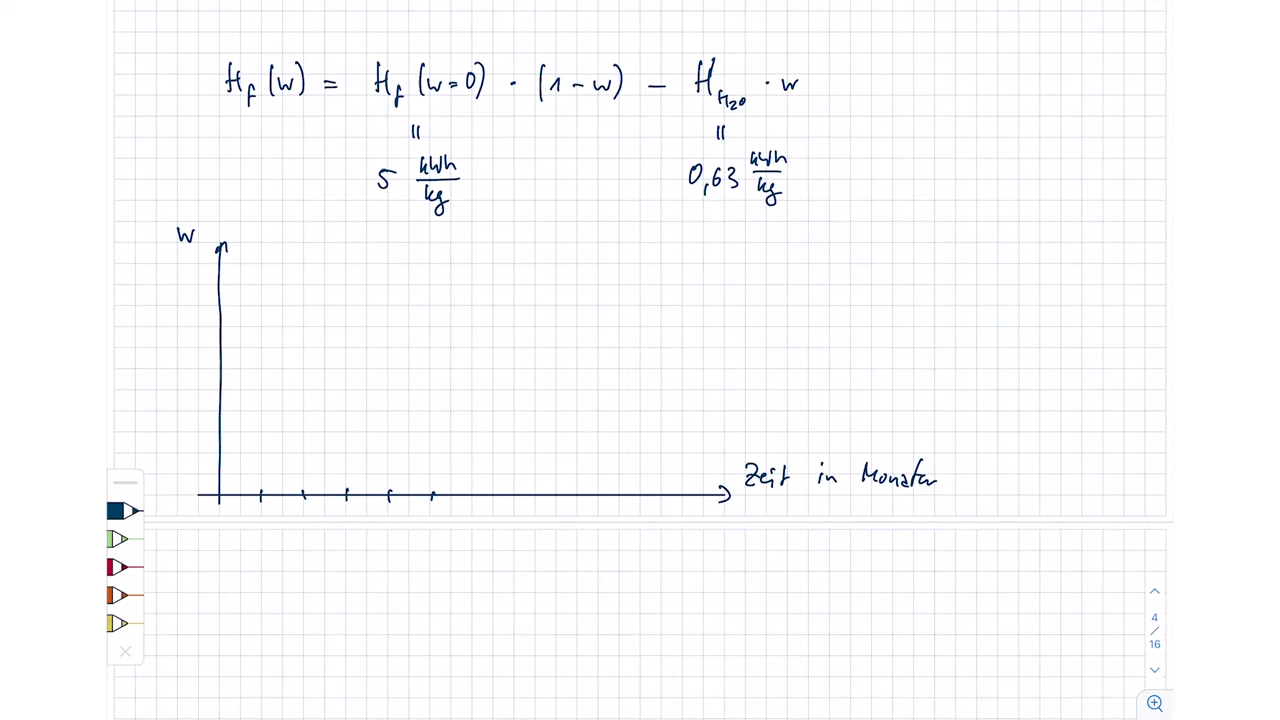 H_f (w) = H_f (w=0) · (1-w) - H_H2O · w
= =
5 kWh/kg 0,63 kWh/kg
w
Zeit in Monaten
4
/
16